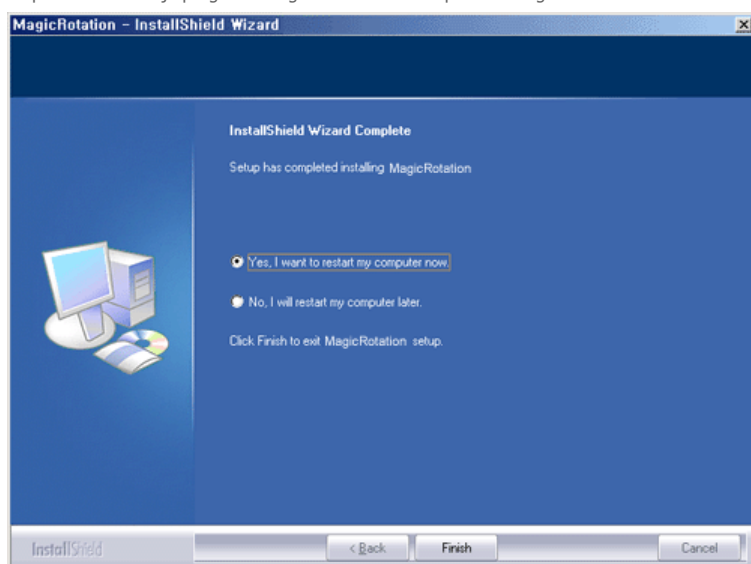 MagicRotation - InstallShield Wizard
InstallShield Wizard Complete
Setup has completed installing MagicRotation
Yes, I want to restart my computer now.
No, I will restart my computer later.
Click Finish to exit MagicRotation setup.
InstallShield
< Back
Finish
Cancel